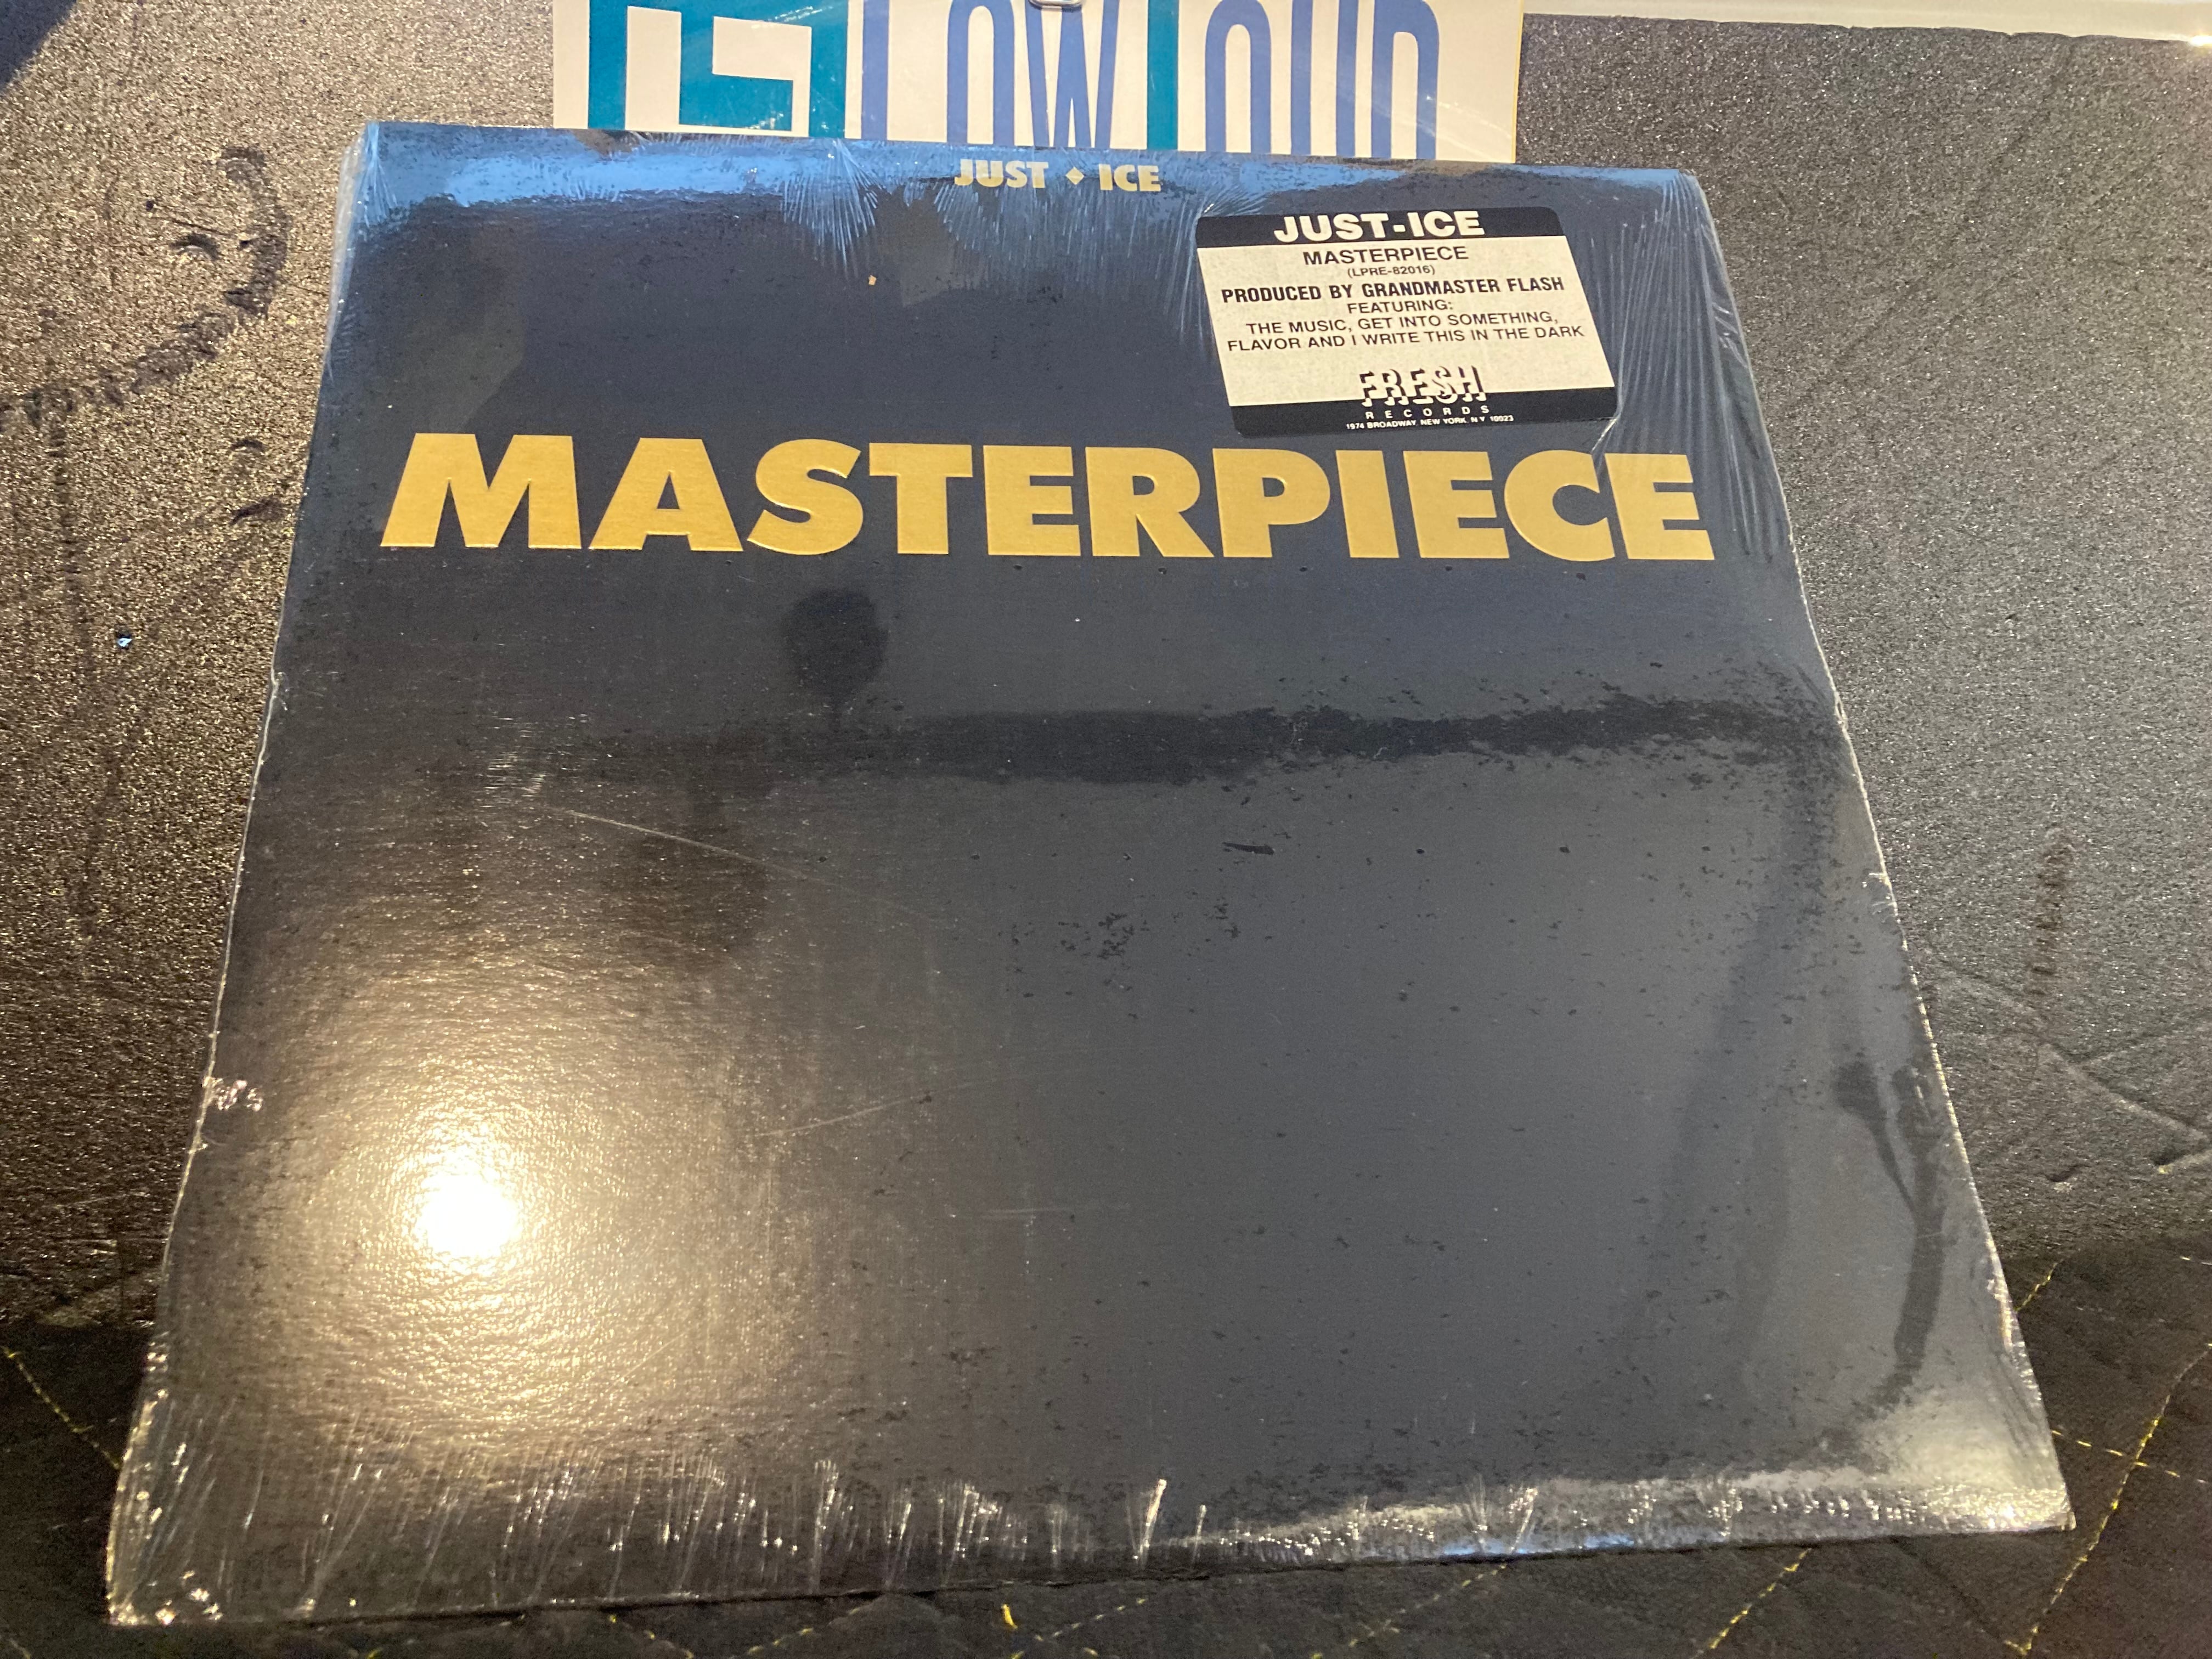 LOWLOUD
JUST ◆ ICE
JUST-ICE
MASTERPIECE
(LPRE-82016)
PRODUCED BY GRANDMASTER FLASH
FEATURING:
THE MUSIC, GET INTO SOMETHING,
FLAVOR AND I WRITE THIS IN THE DARK
FRESH
RECORDS
1974 BROADWAY, NEW YORK, N.Y. 10023
MASTERPIECE